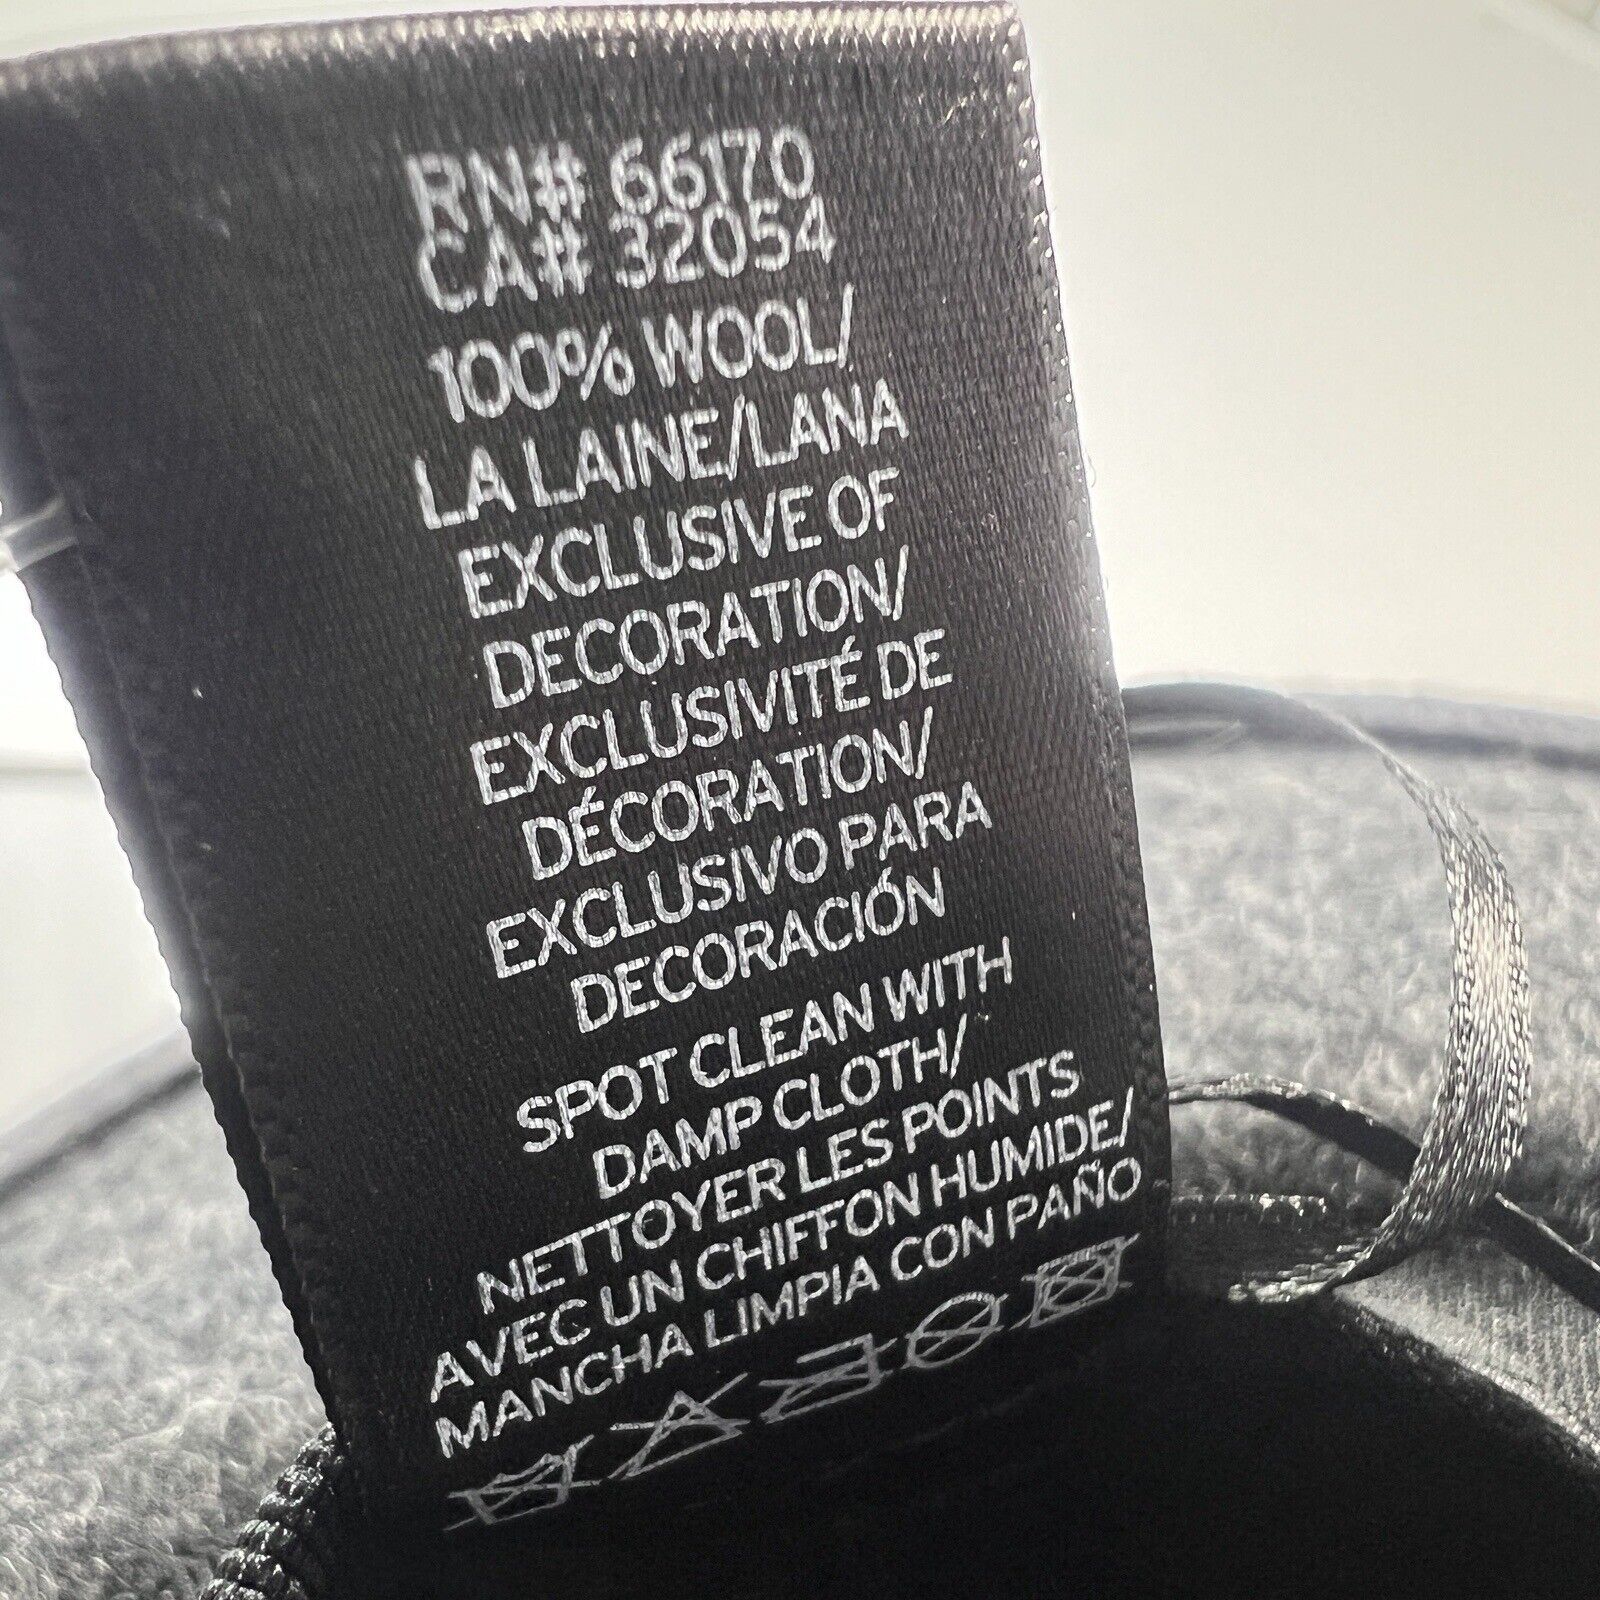 RN# 66170
CA# 32054
100% WOOL/
LA LAINE/LANA
EXCLUSIVE OF
DECORATION/
EXCLUSIVITÉ DE
DÉCORATION/
EXCLUSIVO PARA
DECORACIÓN
SPOT CLEAN WITH
DAMP CLOTH/
NETTOYER LES POINTS
AVEC UN CHIFFON HUMIDE/
MANCHA LIMPIA CON PAÑO